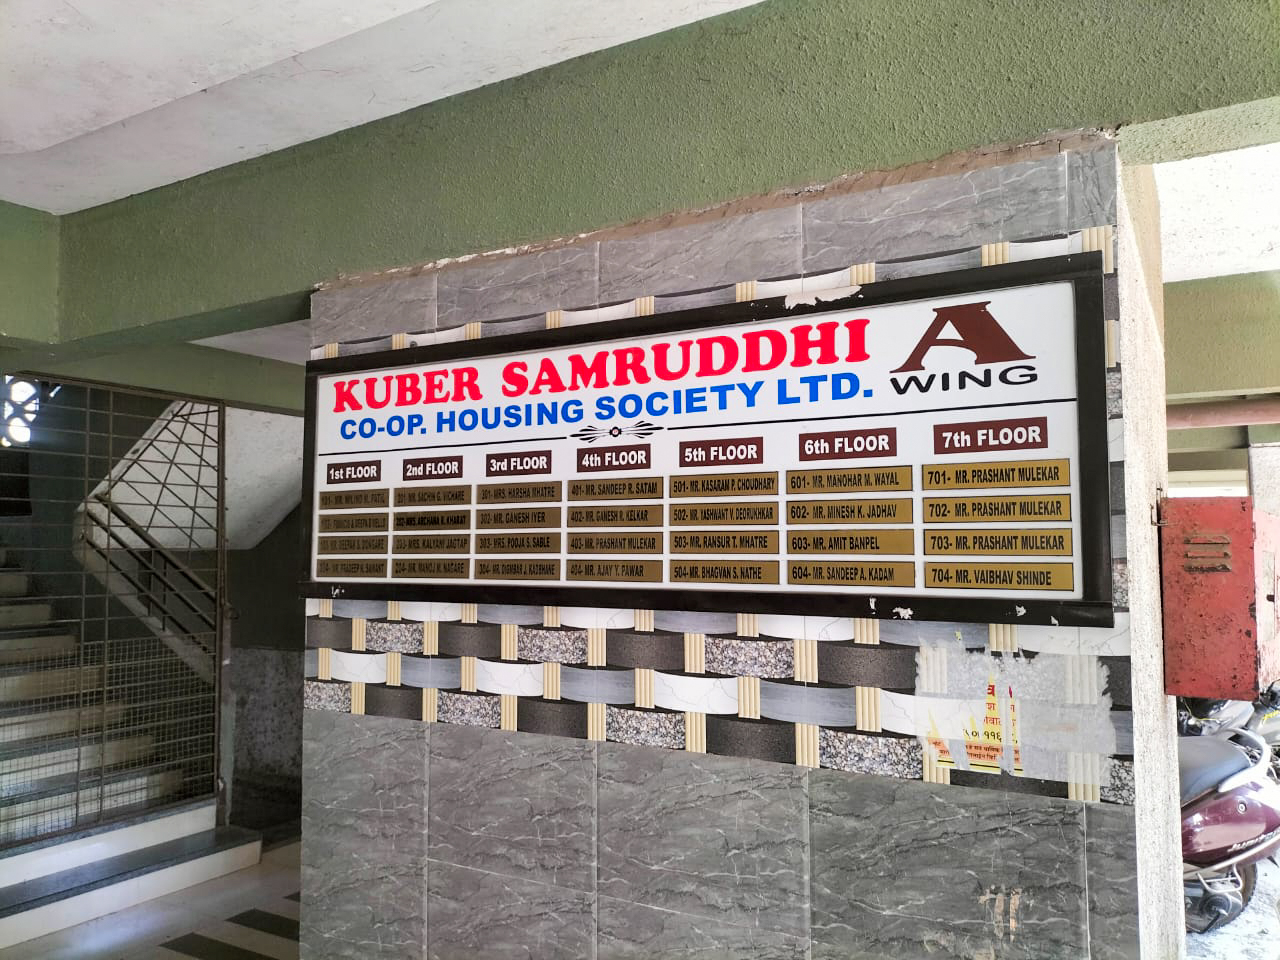 KUBER SAMRUDDHI
CO-OP. HOUSING SOCIETY LTD.
A
WING
1st FLOOR
101- MR. MILIND M. PATIL
104- MR. PRADEEP N. SAWANT
2nd FLOOR
201- MR. SACHIN G. VICHARE
202- MRS. ARCHANA R. KHARAT
203- MRS. KALYANI JAGTAP
204- MR. MANOJ M. NAGARE
3rd FLOOR
301- MRS. HARSHA MHATRE
302- MR. GANESH IYER
303- MRS. POOJA S. SABLE
304- MR. DIGMBAR J. KAZBHANE
4th FLOOR
401- MR. SANDEEP R. SATAM
402- MR. GANESH R. KELKAR
403- MR. PRASHANT MULEKAR
404- MR. AJAY Y. PAWAR
5th FLOOR
501- MR. KASARAM P. CHOUDHARY
502- MR. JASHWANT V. DEORUKHKAR
503- MR. RANSUR T. MHATRE
504- MR. BHAGVAN S. NATHE
6th FLOOR
601- MR. MANOHAR M. WAYAL
602- MR. MINESH K. JADHAV
603- MR. AMIT BANPEL
604- MR. SANDEEP A. KADAM
7th FLOOR
701- MR. PRASHANT MULEKAR
702- MR. PRASHANT MULEKAR
703- MR. PRASHANT MULEKAR
704- MR. VAIBHAV SHINDE